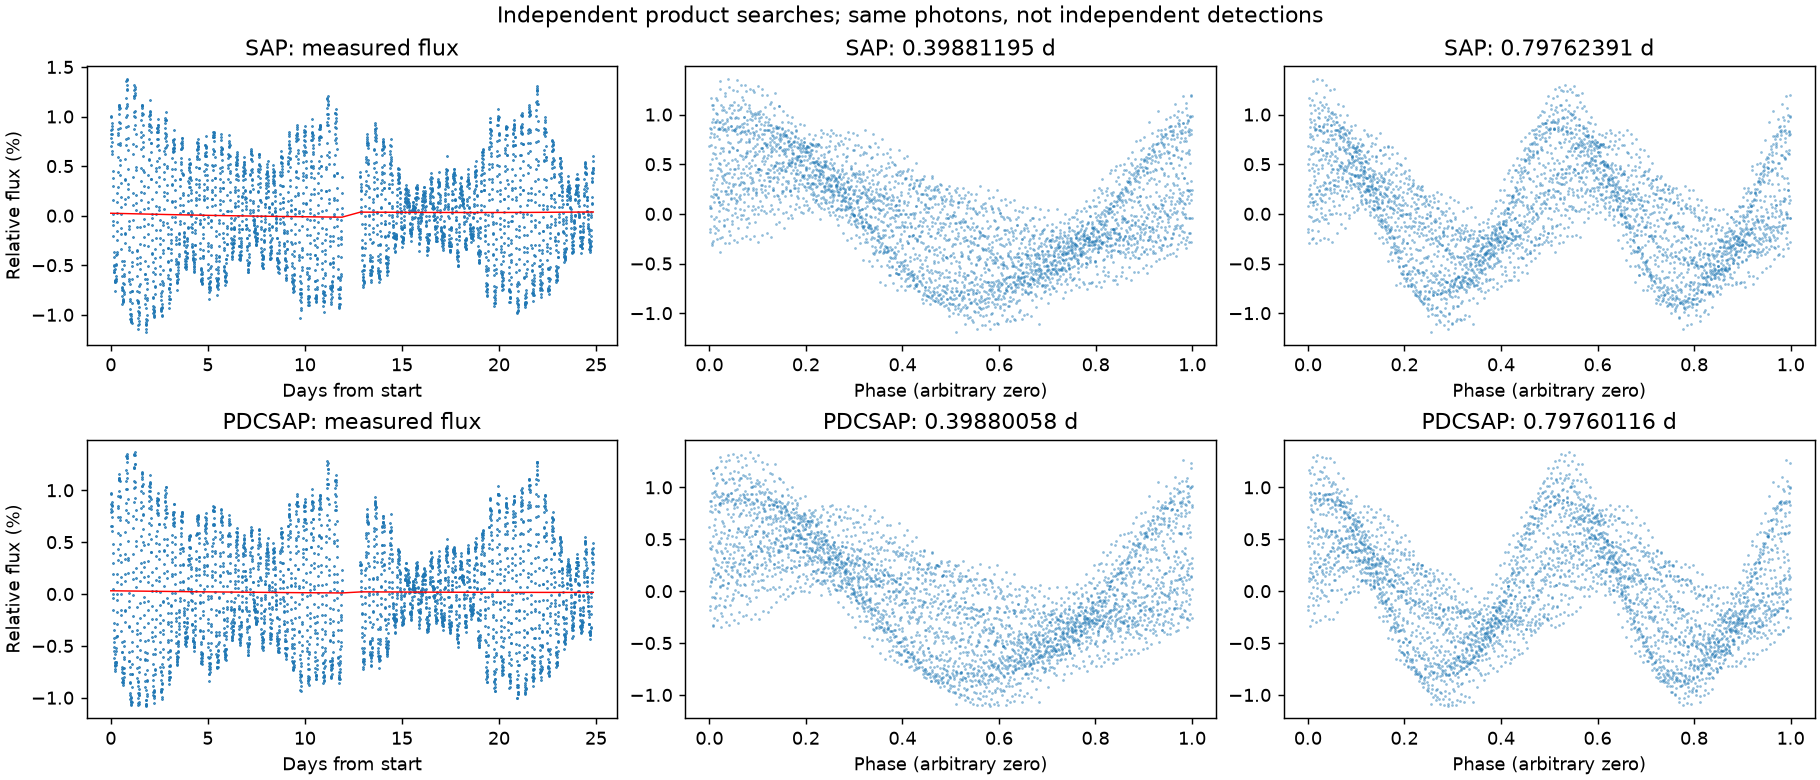 Independent product searches; same photons, not independent detections
SAP: measured flux
SAP: 0.39881195 d
SAP: 0.79762391 d
Relative flux (%)
1.5
1.0
0.5
0.0
−0.5
−1.0
0 5 10 15 20 25
Days from start
1.0
0.5
0.0
−0.5
−1.0
0.0 0.2 0.4 0.6 0.8 1.0
Phase (arbitrary zero)
1.0
0.5
0.0
−0.5
−1.0
0.0 0.2 0.4 0.6 0.8 1.0
Phase (arbitrary zero)
PDCSAP: measured flux
PDCSAP: 0.39880058 d
PDCSAP: 0.79760116 d
Relative flux (%)
1.0
0.5
0.0
−0.5
−1.0
0 5 10 15 20 25
Days from start
1.0
0.5
0.0
−0.5
−1.0
0.0 0.2 0.4 0.6 0.8 1.0
Phase (arbitrary zero)
1.0
0.5
0.0
−0.5
−1.0
0.0 0.2 0.4 0.6 0.8 1.0
Phase (arbitrary zero)